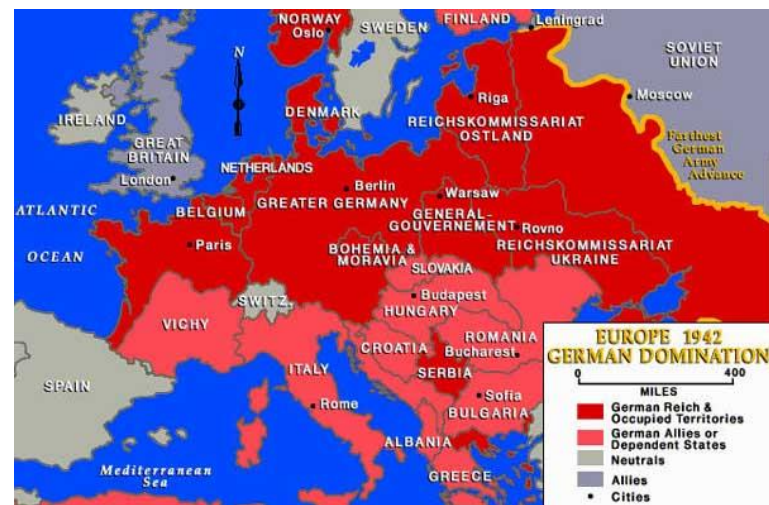 NORWAY
Oslo
SWEDEN
FINLAND
Leningrad
SOVIET
UNION
N
Moscow
Riga
DENMARK
REICHSKOMMISSARIAT
OSTLAND
IRELAND
GREAT
BRITAIN
London
Farthest
German
Army
Advance
NETHERLANDS
Berlin
GREATER GERMANY
Warsaw
GENERAL-
GOUVERNEMENT
Rovno
REICHSKOMMISSARIAT
UKRAINE
ATLANTIC
OCEAN
BELGIUM
Paris
BOHEMIA &
MORAVIA
SLOVAKIA
Budapest
HUNGARY
SWITZ.
VICHY
CROATIA
ROMANIA
Bucharest
SERBIA
ITALY
Rome
Sofia
BULGARIA
SPAIN
ALBANIA
GREECE
Mediterranean
Sea
EUROPE 1942
GERMAN DOMINATION
0 400
MILES
German Reich &
Occupied Territories
German Allies or
Dependent States
Neutrals
Allies
Cities